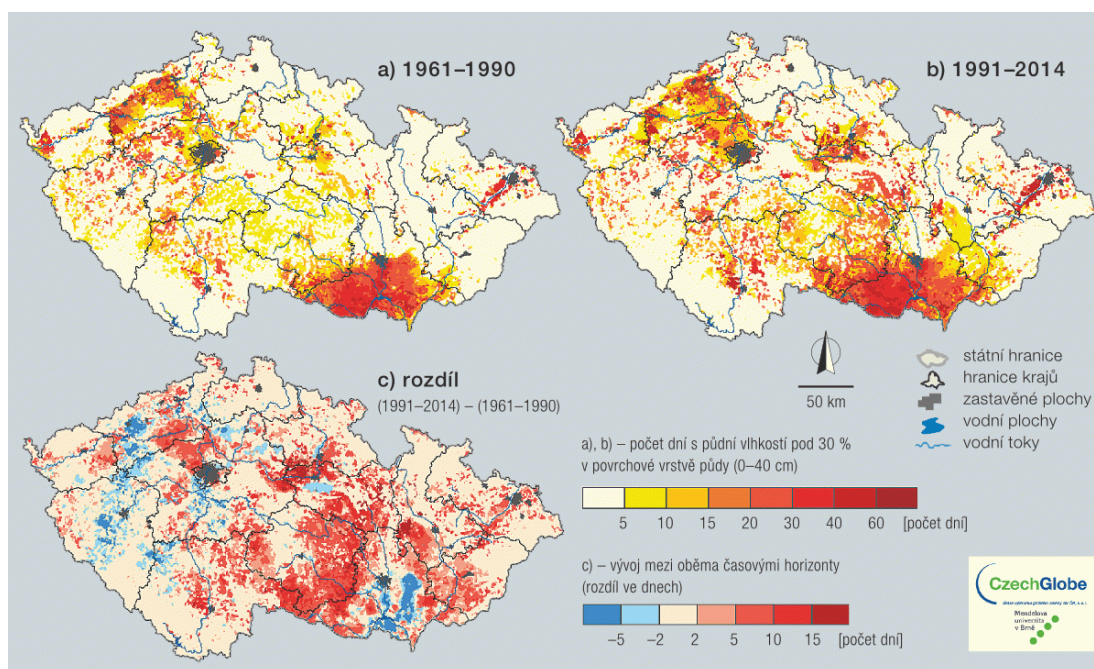 a) 1961–1990
b) 1991–2014
c) rozdíl
(1991–2014) – (1961–1990)
50 km
státní hranice
hranice krajů
zastavěné plochy
vodní plochy
vodní toky
a), b) – počet dní s půdní vlhkostí pod 30 %
v povrchové vrstvě půdy (0–40 cm)
5 10 15 20 30 40 60 [počet dní]
c) – vývoj mezi oběma časovými horizonty
(rozdíl ve dnech)
–5 –2 2 5 10 15 [počet dní]
CzechGlobe
Mendelova
univerzita
v Brně